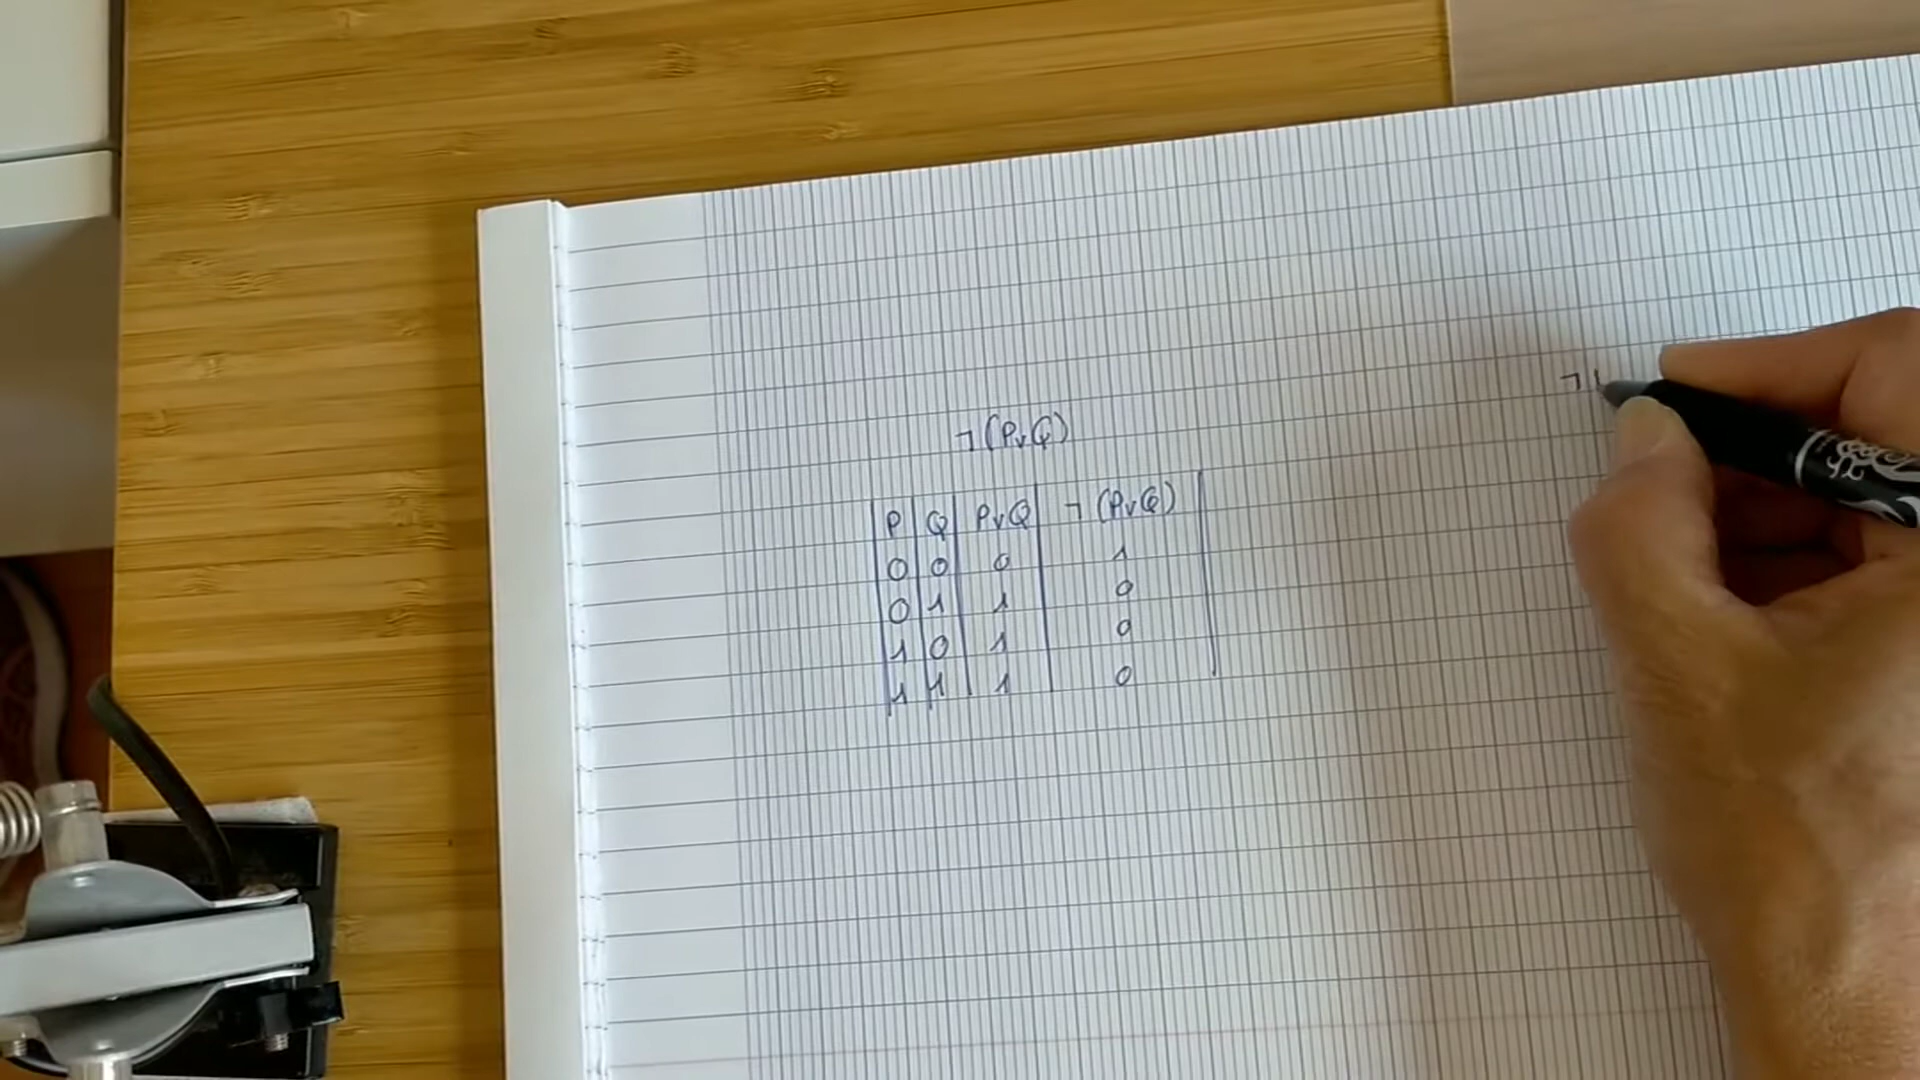 ¬(P∨Q)
P Q P∨Q ¬(P∨Q)
0 0 0 1
0 1 1 0
1 0 1 0
1 1 1 0
¬